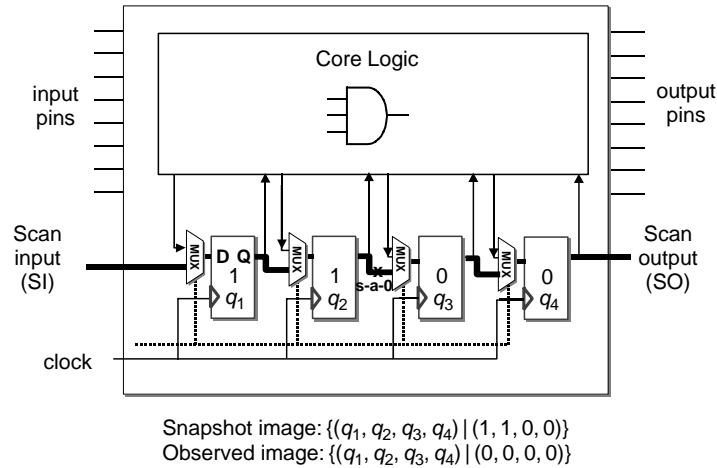 Core Logic
input
pins
output
pins
Scan
input
(SI)
Scan
output
(SO)
MUX
D Q
1
q1
MUX
1
q2
s-a-0
x
MUX
0
q3
MUX
0
q4
clock
Snapshot image: {(q1, q2, q3, q4) | (1, 1, 0, 0)}
Observed image: {(q1, q2, q3, q4) | (0, 0, 0, 0)}